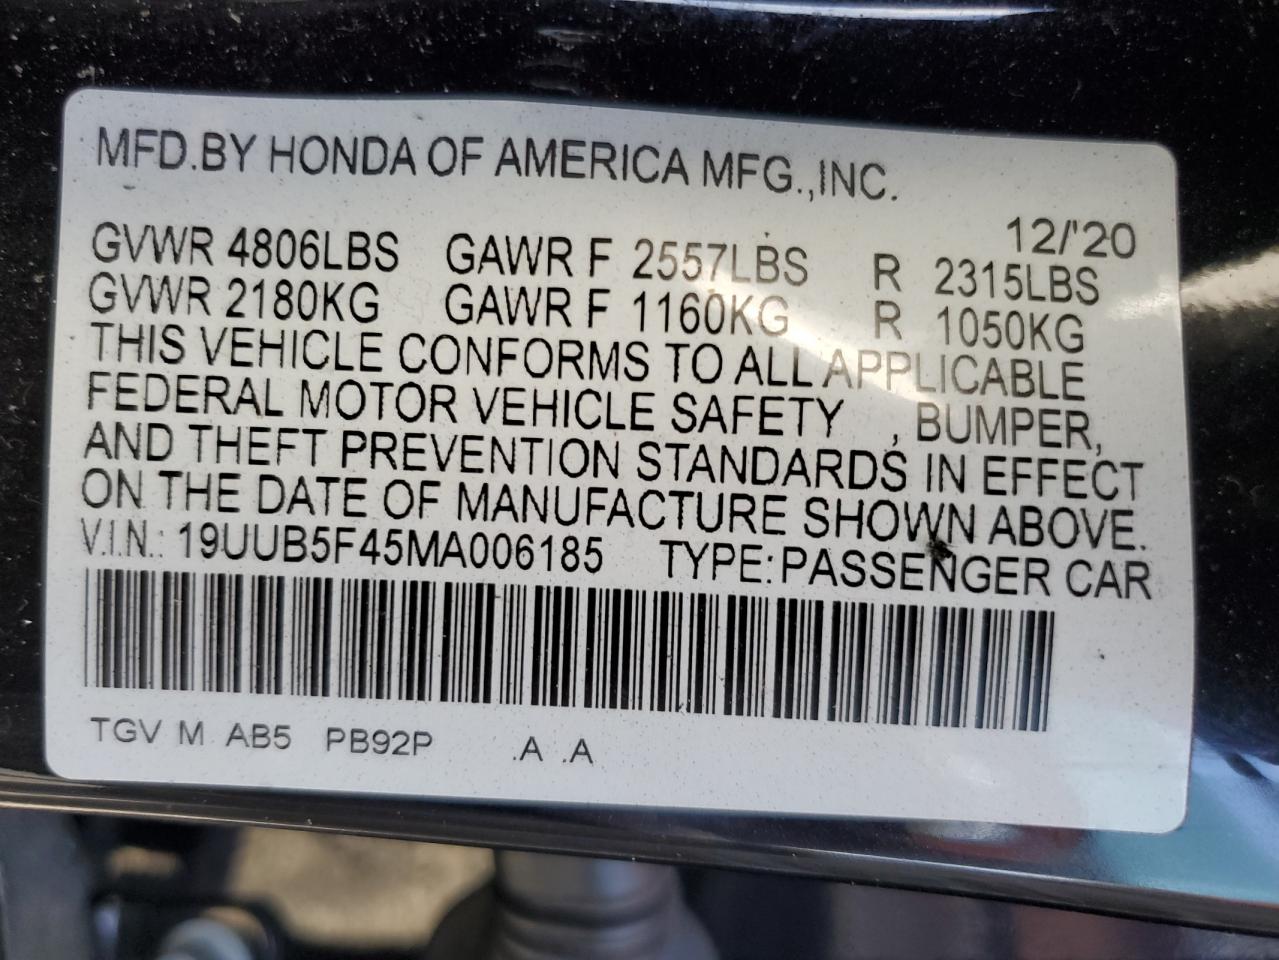 MFD.BY HONDA OF AMERICA MFG.,INC.
12/'20
GVWR 4806LBS GAWR F 2557LBS R 2315LBS
GVWR 2180KG GAWR F 1160KG R 1050KG
THIS VEHICLE CONFORMS TO ALL APPLICABLE
FEDERAL MOTOR VEHICLE SAFETY , BUMPER,
AND THEFT PREVENTION STANDARDS IN EFFECT
ON THE DATE OF MANUFACTURE SHOWN ABOVE.
V.I.N.: 19UUB5F45MA006185 TYPE:PASSENGER CAR
TGV M AB5 PB92P .A .A